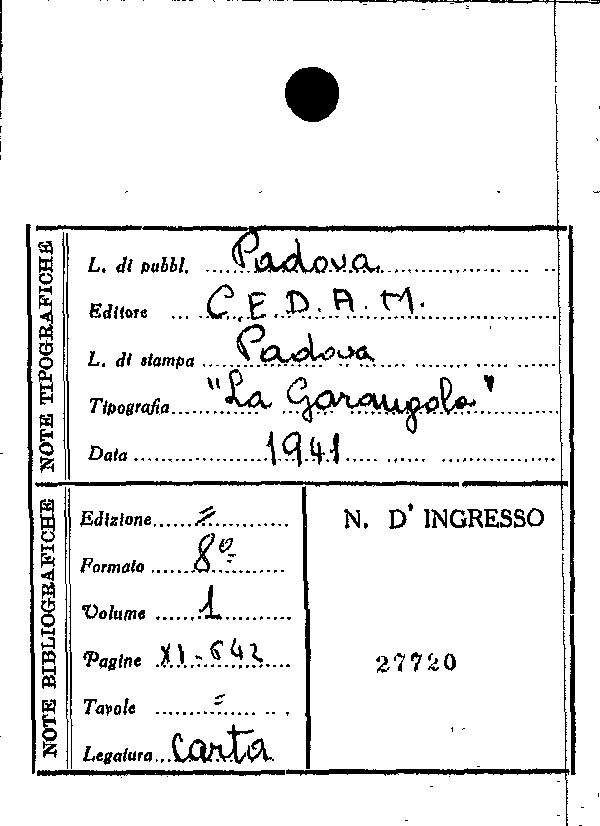 NOTE TIPOGRAFICHE
L. di pubbl. Padova
Editore C.E.D.A.M.
L. di stampa Padova
Tipografia "La Garangola"
Data 1941
NOTE BIBLIOGRAFICHE
Edizione =
Formato 8º
Volume 1
Pagine XI-642
Tavole =
Legatura carta
N. D'INGRESSO
27720